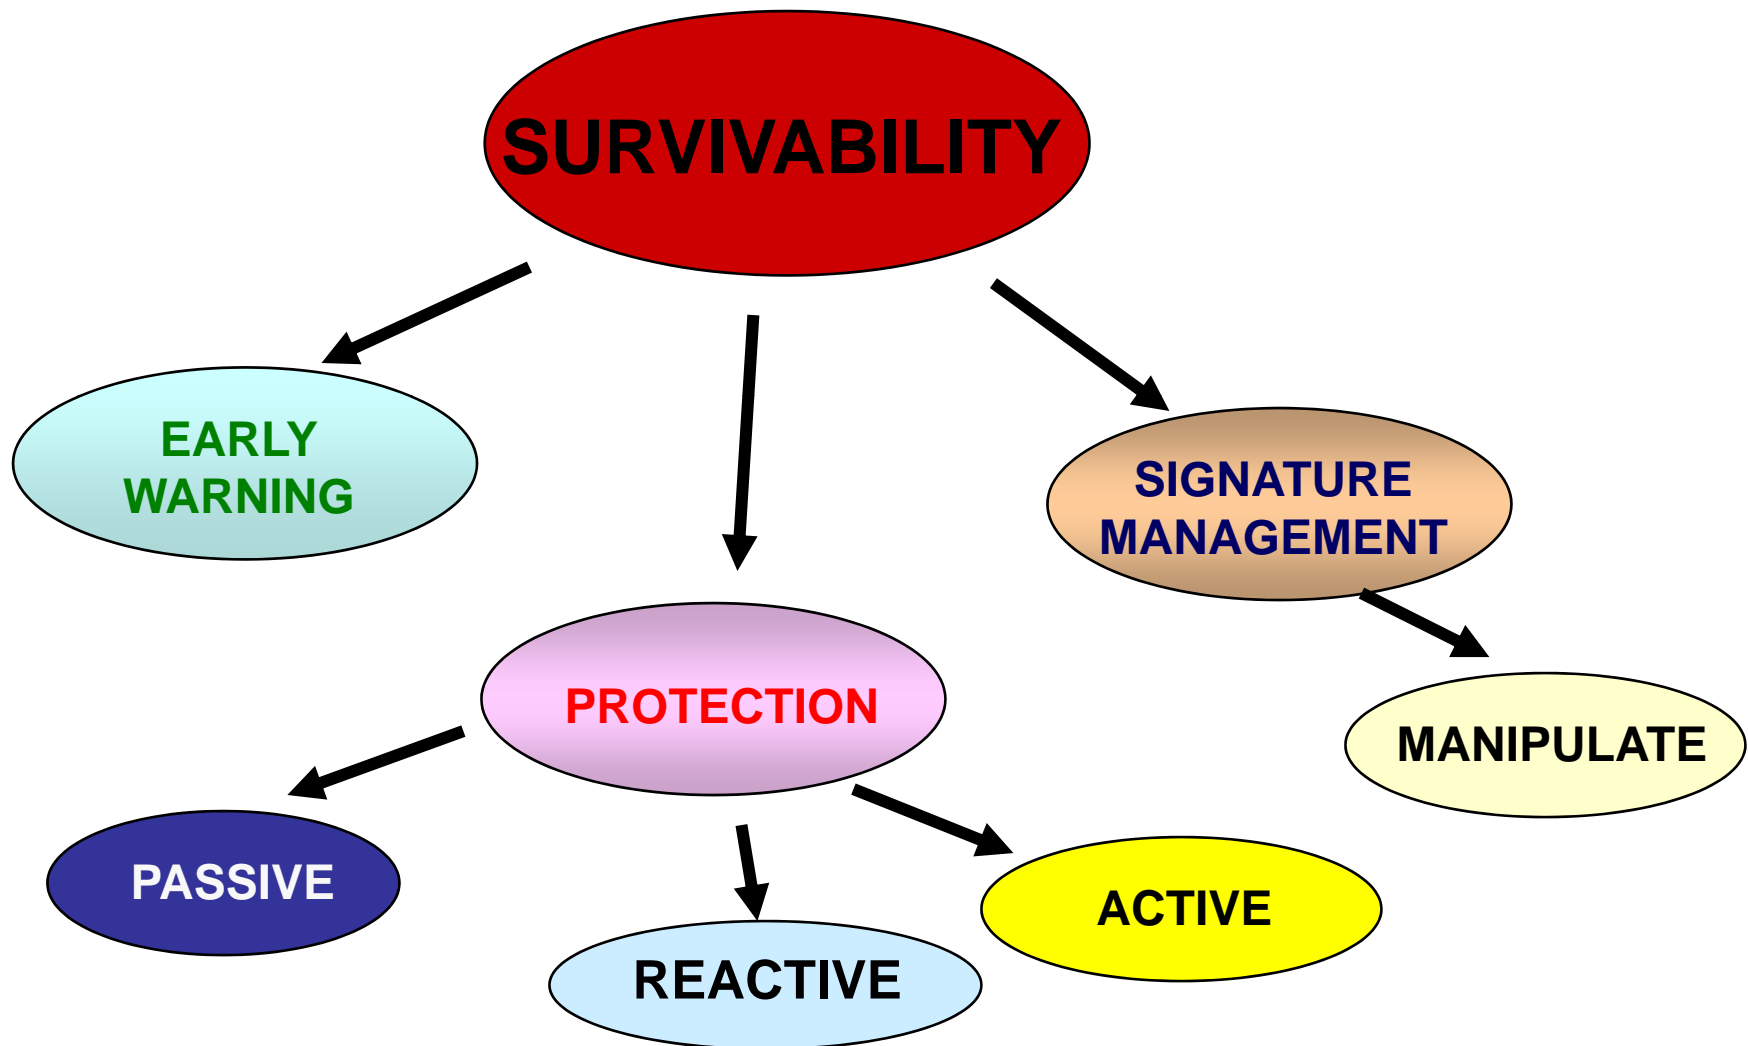 SURVIVABILITY
EARLY
WARNING
SIGNATURE
MANAGEMENT
PROTECTION
MANIPULATE
PASSIVE
ACTIVE
REACTIVE